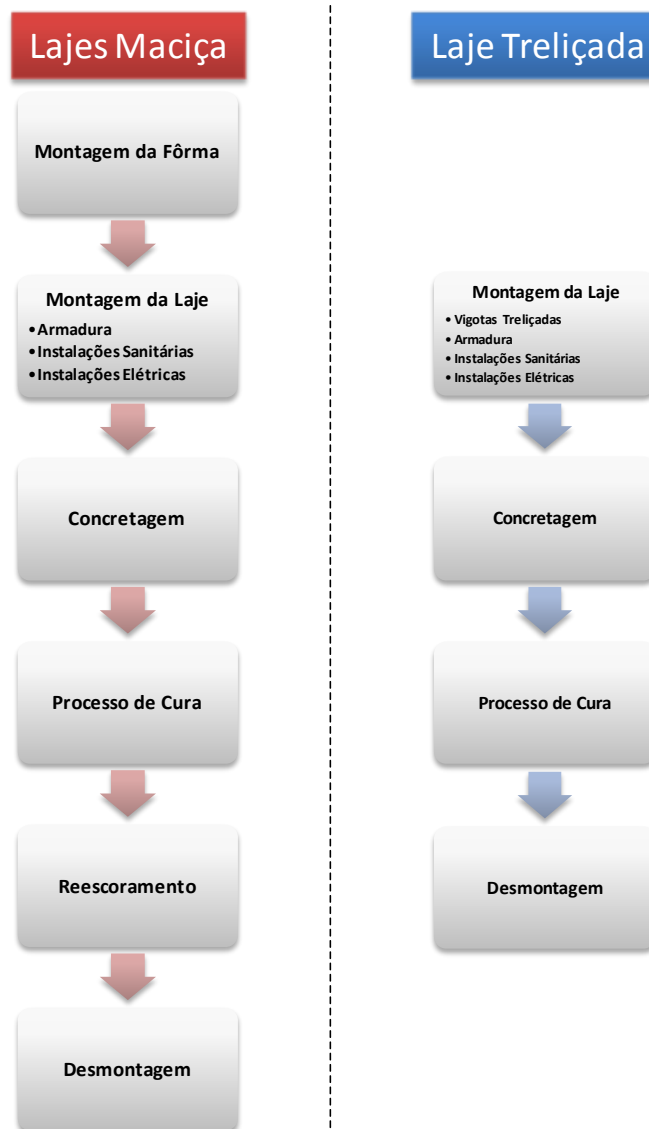 Lajes Maciça
Montagem da Fôrma
Montagem da Laje
• Armadura
• Instalações Sanitárias
• Instalações Elétricas
Concretagem
Processo de Cura
Reescoramento
Desmontagem
Laje Treliçada
Montagem da Laje
• Vigotas Treliçadas
• Armadura
• Instalações Sanitárias
• Instalações Elétricas
Concretagem
Processo de Cura
Desmontagem